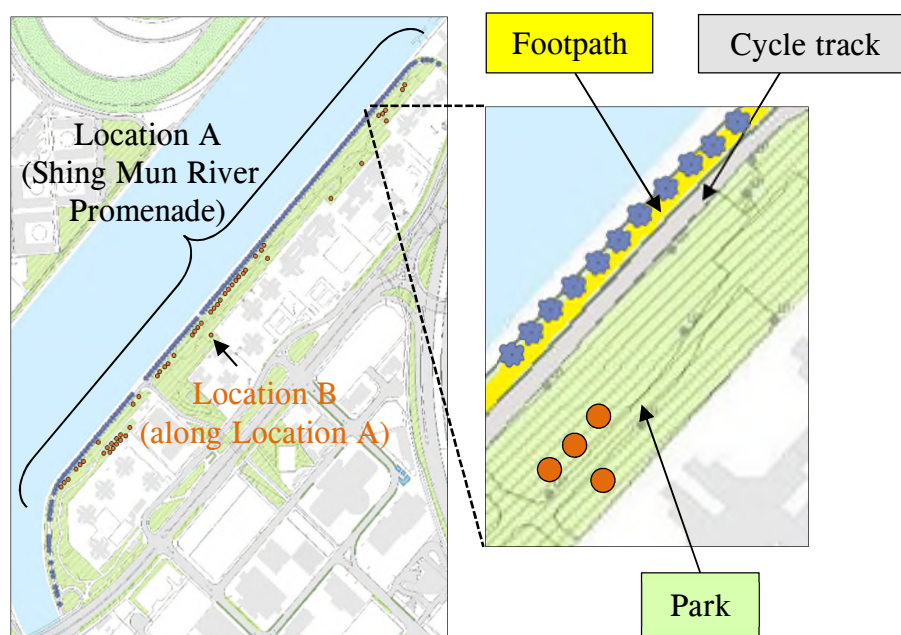 Footpath
Cycle track
Location A
(Shing Mun River
Promenade)
Location B
(along Location A)
Park